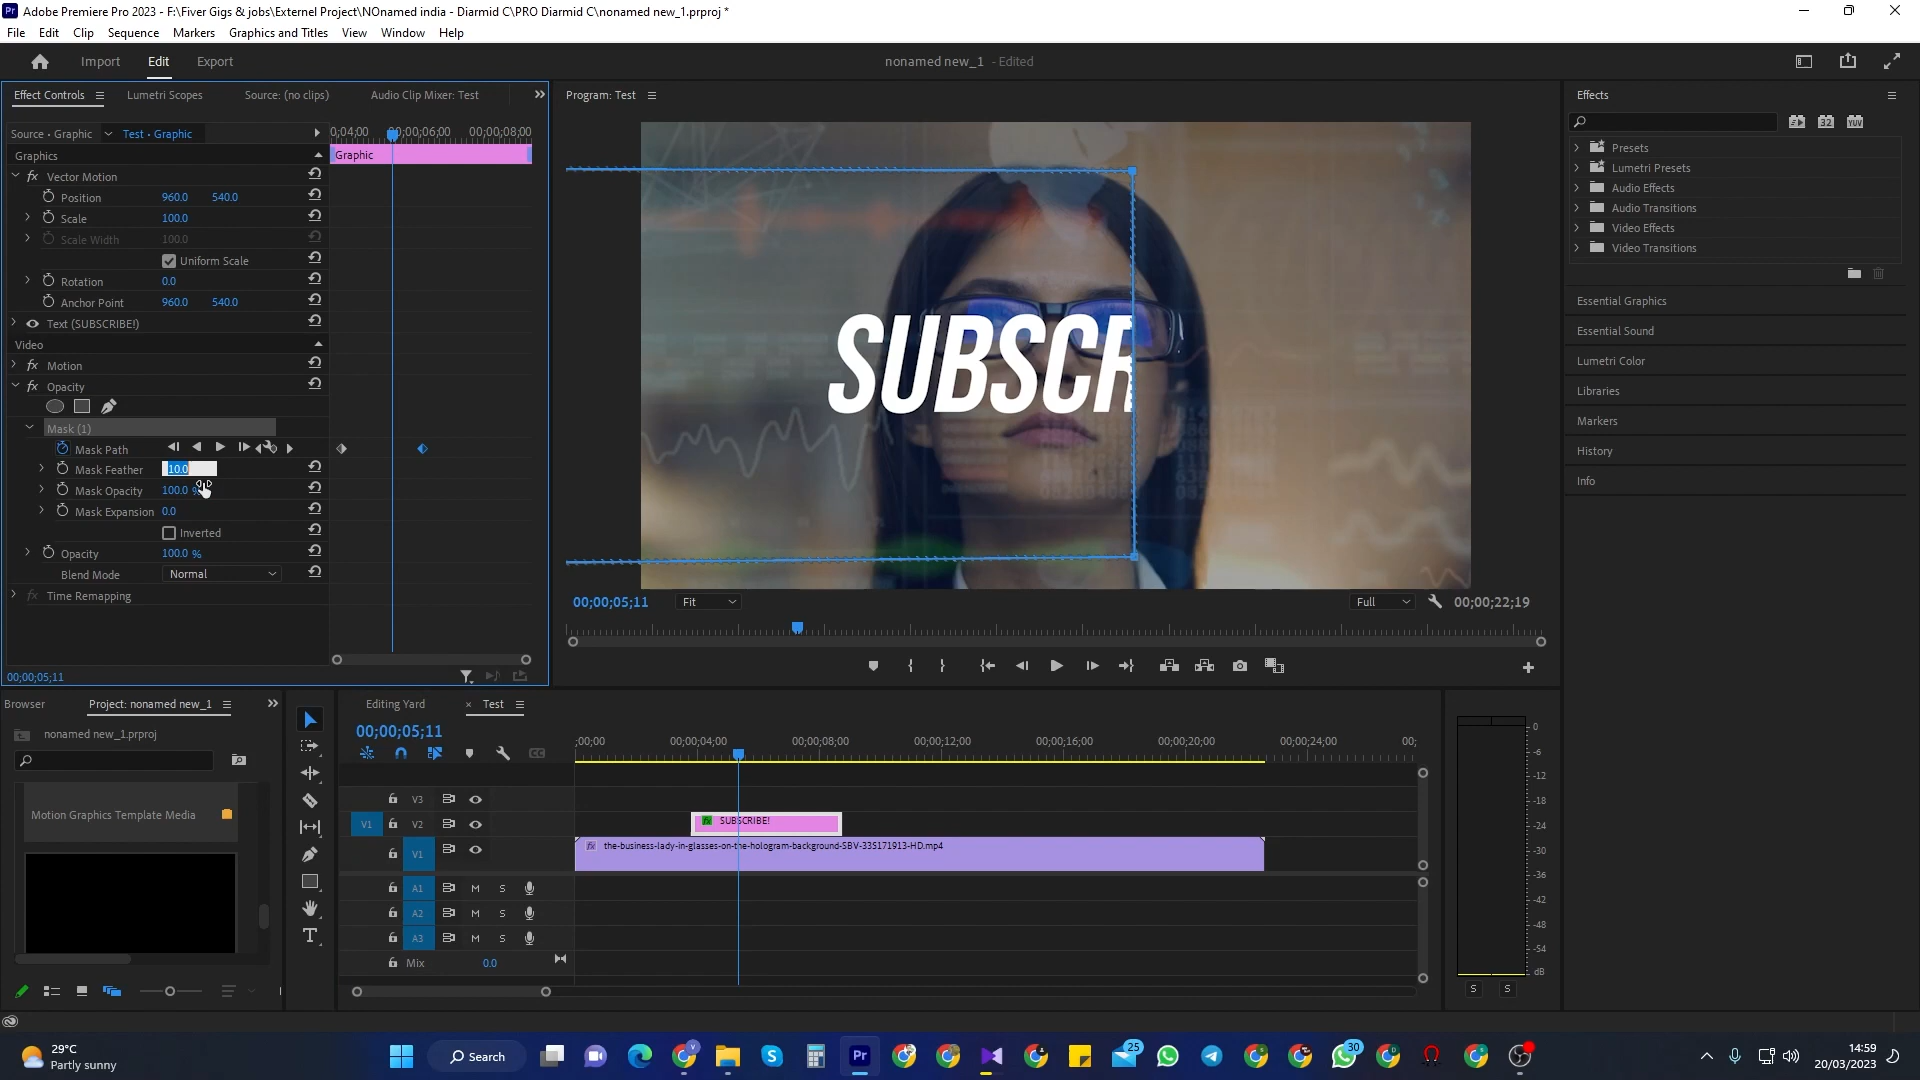 Pr Adobe Premiere Pro 2023 - F:\Fiver Gigs & jobs\Externel Project\NOnamed india - Diarmid C\PRO Diarmid C\nonamed new_1.prproj *
File Edit Clip Sequence Markers Graphics and Titles View Window Help
Import Edit Export nonamed new_1 - Edited
Effect Controls Lumetri Scopes Source: (no clips) Audio Clip Mixer: Test Program: Test Effects
Source • Graphic Test • Graphic 0;04;00 00;00;06;00 00;00;08;00
32 YUV
Graphics Graphic
Presets
fx Vector Motion Lumetri Presets
Position 960.0 540.0 Audio Effects
Scale 100.0 Audio Transitions
Scale Width 100.0 Video Effects
Uniform Scale Video Transitions
Rotation 0.0
Anchor Point 960.0 540.0 Essential Graphics
Text (SUBSCRIBE!) Essential Sound
Video
fx Motion Lumetri Color
fx Opacity Libraries
SUBSCR
Mask (1) Markers
Mask Path History
Mask Feather 10.0
Mask Opacity 100.0 % Info
Mask Expansion 0.0
Inverted
Opacity 100.0 %
Blend Mode Normal
fx Time Remapping 00;00;05;11 Fit Full 00;00;22;19
00;00;05;11
Browser Project: nonamed new_1 Editing Yard × Test
nonamed new_1.prproj 00;00;05;11
;00;00 00;00;04;00 00;00;08;00 00;00;12;00 00;00;16;00 00;00;20;00 00;00;24;00 00;
0
-6
-12
-18
-24
-30
-36
-42
-48
-54
dB
S S
V3
Motion Graphics Template Media V1 V2 fx SUBSCRIBE!
V1 fx the-business-lady-in-glasses-on-the-hologram-background-SBV-335171913-HD.mp4
A1 M S
A2 M S
A3 M S
Mix 0.0
T
29°C
Partly sunny
Search
Pr
25
30
14:59
20/03/2023